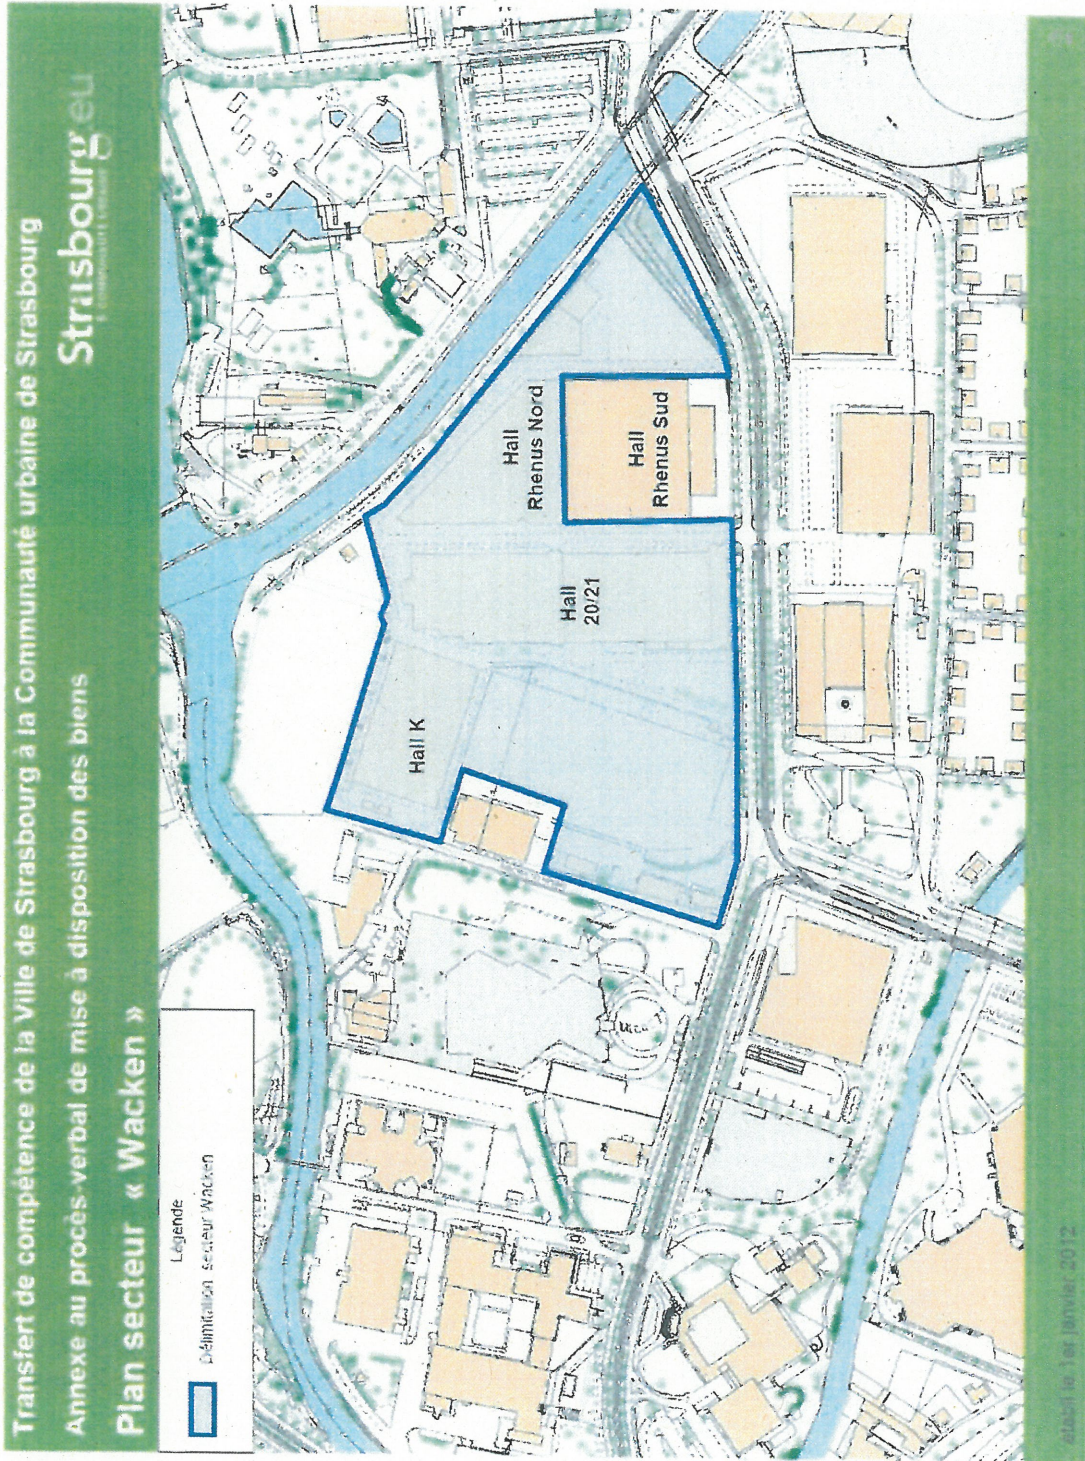 Transfert de compétence de la Ville de Strasbourg à la Communauté urbaine de Strasbourg
Annexe au procès-verbal de mise à disposition des biens
Plan secteur « Wacken »
Strasbourg.eu
& COMMUNAUTÉ URBAINE
Légende
Délimitation secteur Wacken
Hall K
Hall
20/21
Hall
Rhenus Nord
Hall
Rhenus Sud
établi le 1er janvier 2012